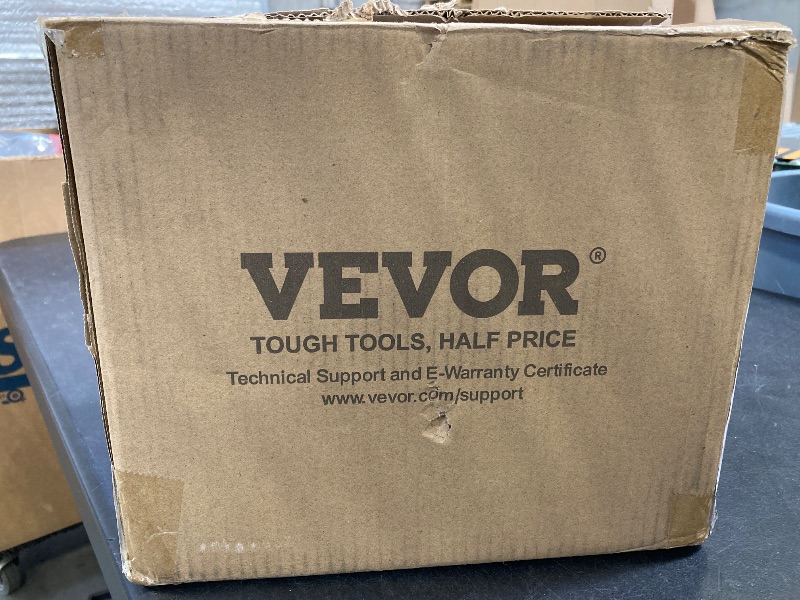 VEVOR®
TOUGH TOOLS, HALF PRICE
Technical Support and E-Warranty Certificate
www.vevor.com/support